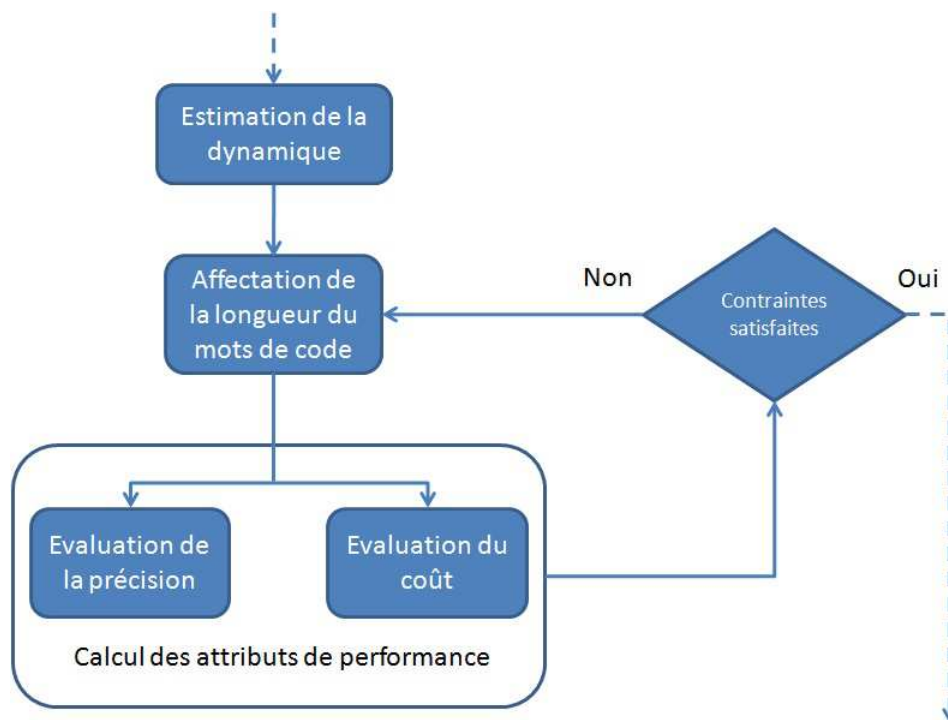 Estimation de la
dynamique
Affectation de
la longueur du
mots de code
Non
Contraintes
satisfaites
Oui
Evaluation de
la précision
Evaluation du
coût
Calcul des attributs de performance